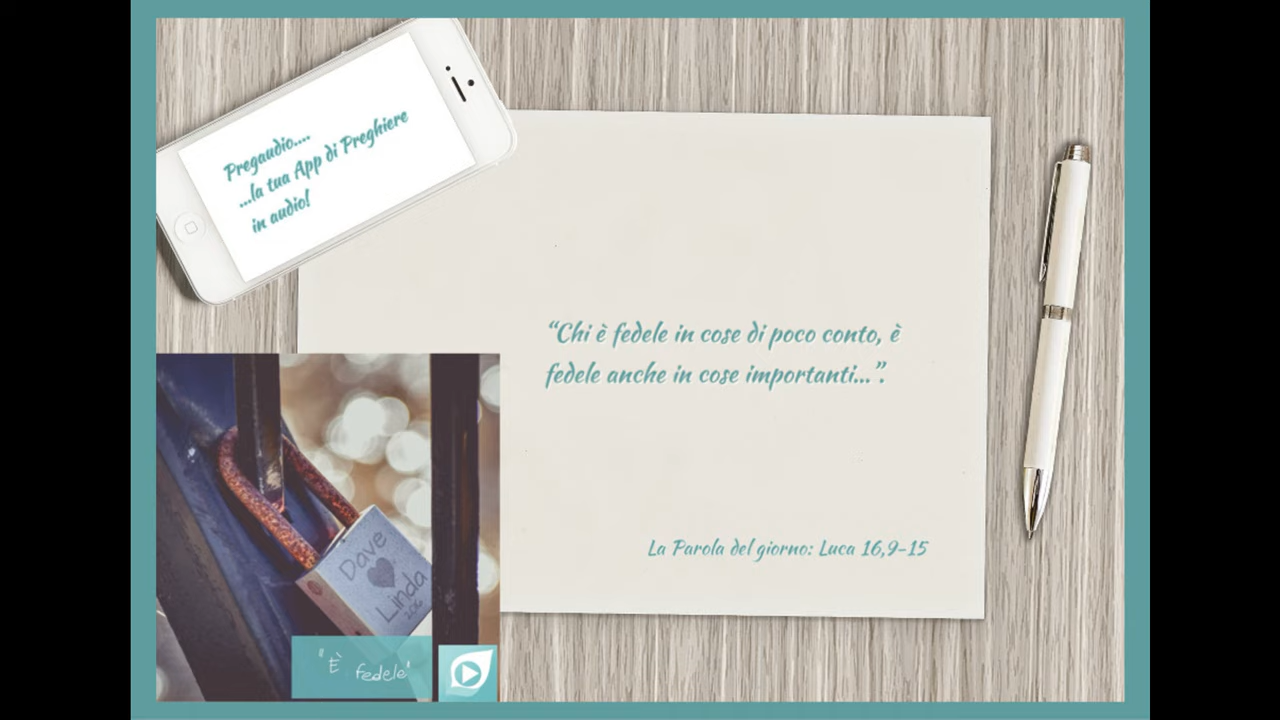 Pregaudio....
...la tua App di Preghiere
in audio!
“Chi è fedele in cose di poco conto, è
fedele anche in cose importanti...”.
La Parola del giorno: Luca 16,9-15
Dave
Linda
"È fedele"